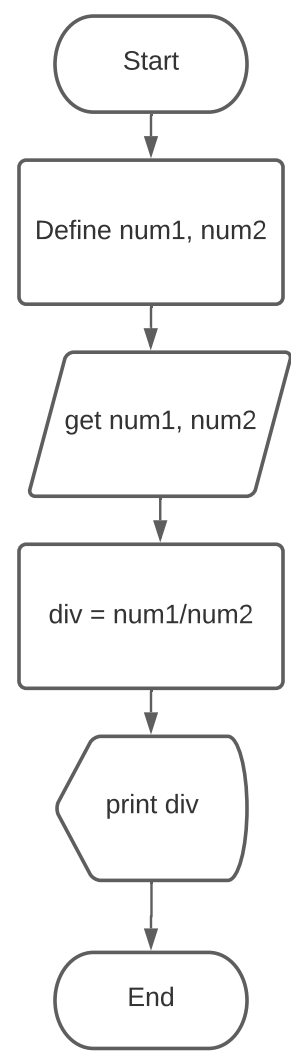 Start
Define num1, num2
get num1, num2
div = num1/num2
print div
End